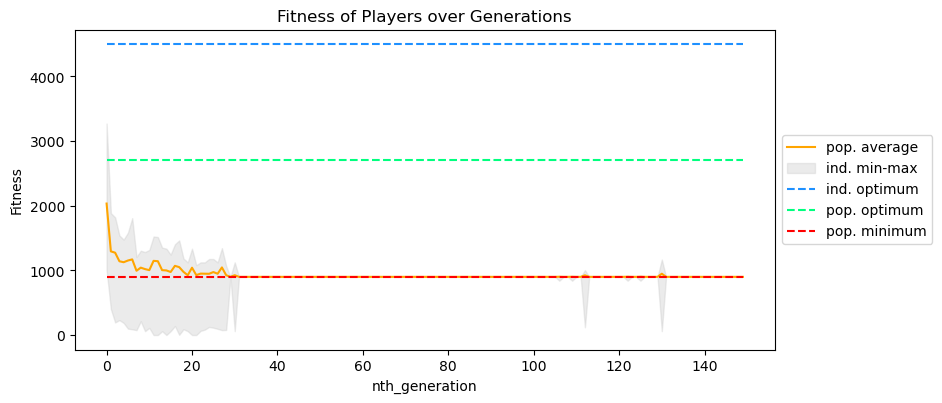 Fitness of Players over Generations
Fitness
4000
3000
2000
1000
0
0 20 40 60 80 100 120 140
nth_generation
pop. average
ind. min-max
ind. optimum
pop. optimum
pop. minimum